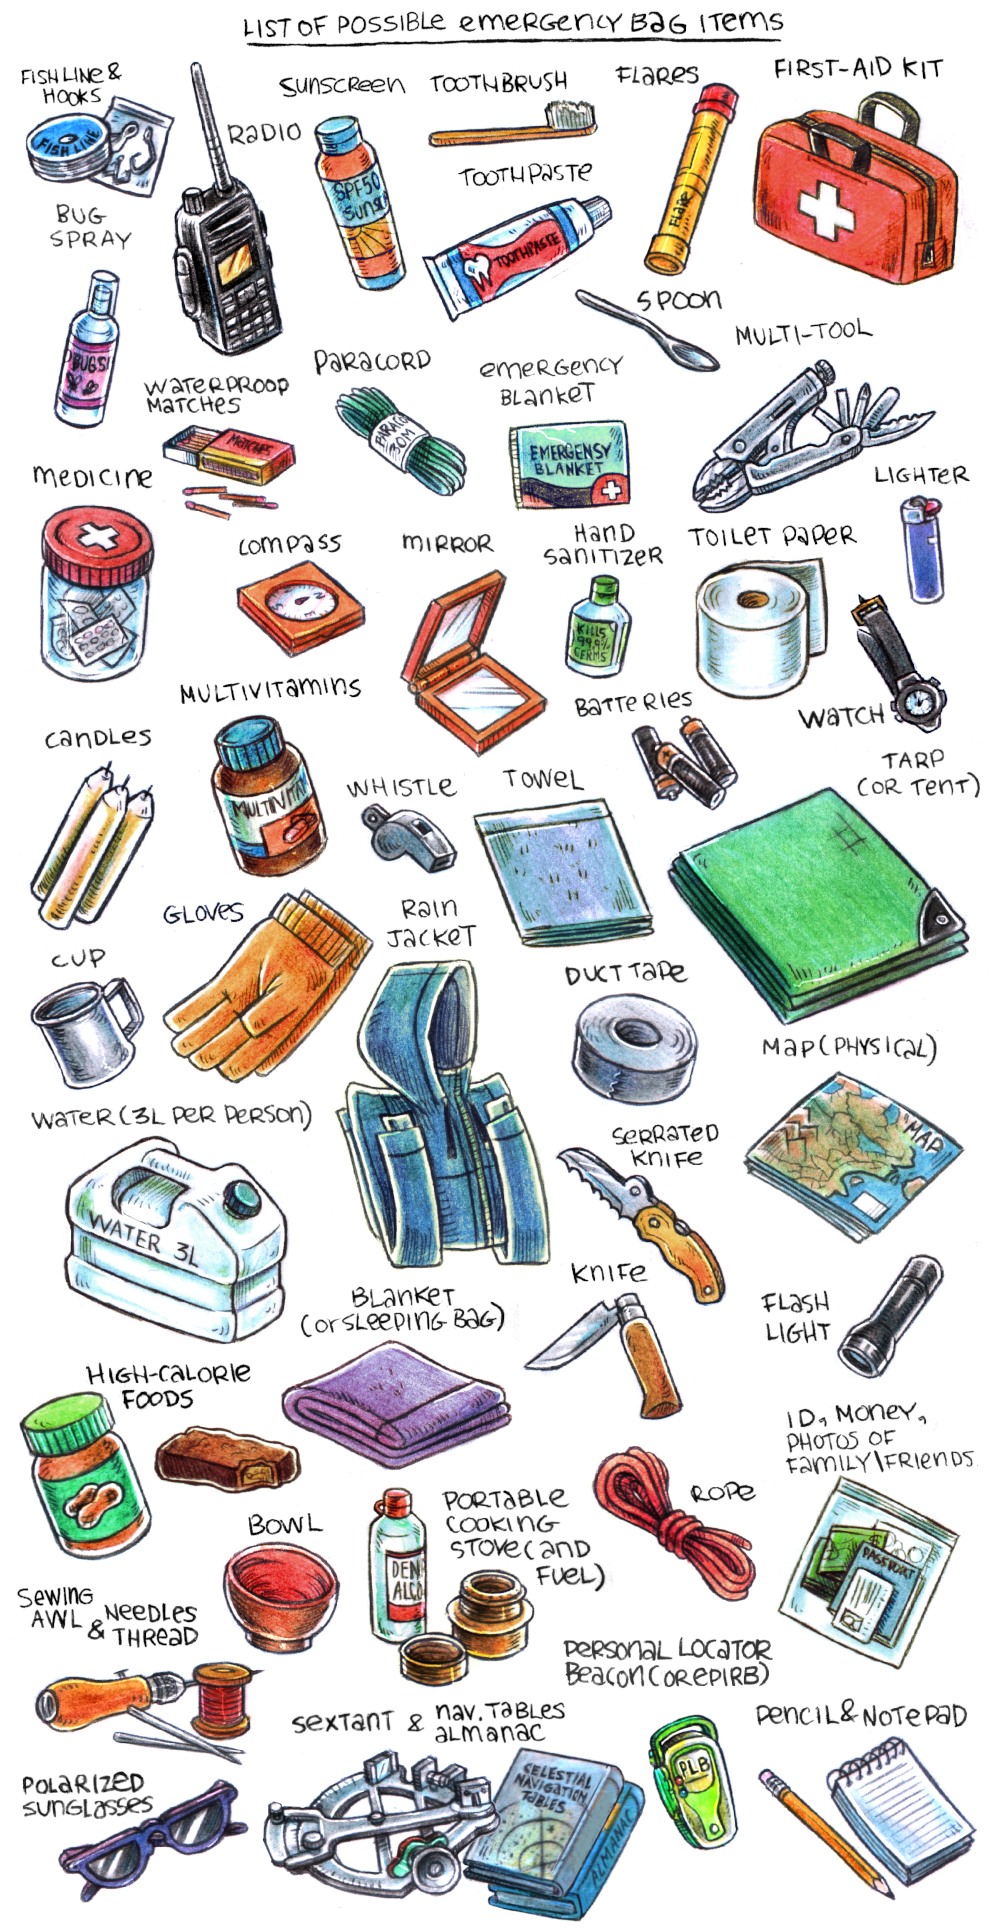 LIST OF POSSIBLE EMERGENCY BAG ITEMS
FISH LINE &
HOOKS
FISH LINE
RADIO
SUNSCREEN
SPF50
SUNSC
TOOTHBRUSH
TOOTHPASTE
TOOTHPASTE
FLARES
FLARE
FIRST-AID KIT
BUG
SPRAY
BUGS!
SPOON
MULTI-TOOL
WATERPROOF
MATCHES
MATCHES
PARACORD
PARACO
30M
EMERGENCY
BLANKET
EMERGENSY
BLANKET
LIGHTER
MEDICINE
COMPASS
MIRROR
HAND
SANITIZER
KILLS
99.9%
GERMS
TOILET PAPER
WATCH
MULTIVITAMINS
MULTIVITA
BATTERIES
CANDLES
WHISTLE
TOWEL
TARP
(OR TENT)
GLOVES
RAIN
JACKET
CUP
DUCT TAPE
MAP (PHYSICAL)
MAP
WATER (3L PER PERSON)
WATER 3L
SERRATED
KNIFE
KNIFE
FLASH
LIGHT
BLANKET
(OR SLEEPING BAG)
HIGH-CALORIE
FOODS
ID, MONEY,
PHOTOS OF
FAMILY/FRIENDS
PASSPORT
BOWL
PORTABLE
COOKING
STOVE (AND
FUEL)
DEN
ALCO
ROPE
SEWING
AWL & NEEDLES
THREAD
PERSONAL LOCATOR
BEACON (OR EPIRB)
PLB
SEXTANT & NAV. TABLES
ALMANAC
CELESTIAL
NAVIGATION
TABLES
ALMANAC
PENCIL & NOTEPAD
POLARIZED
SUNGLASSES